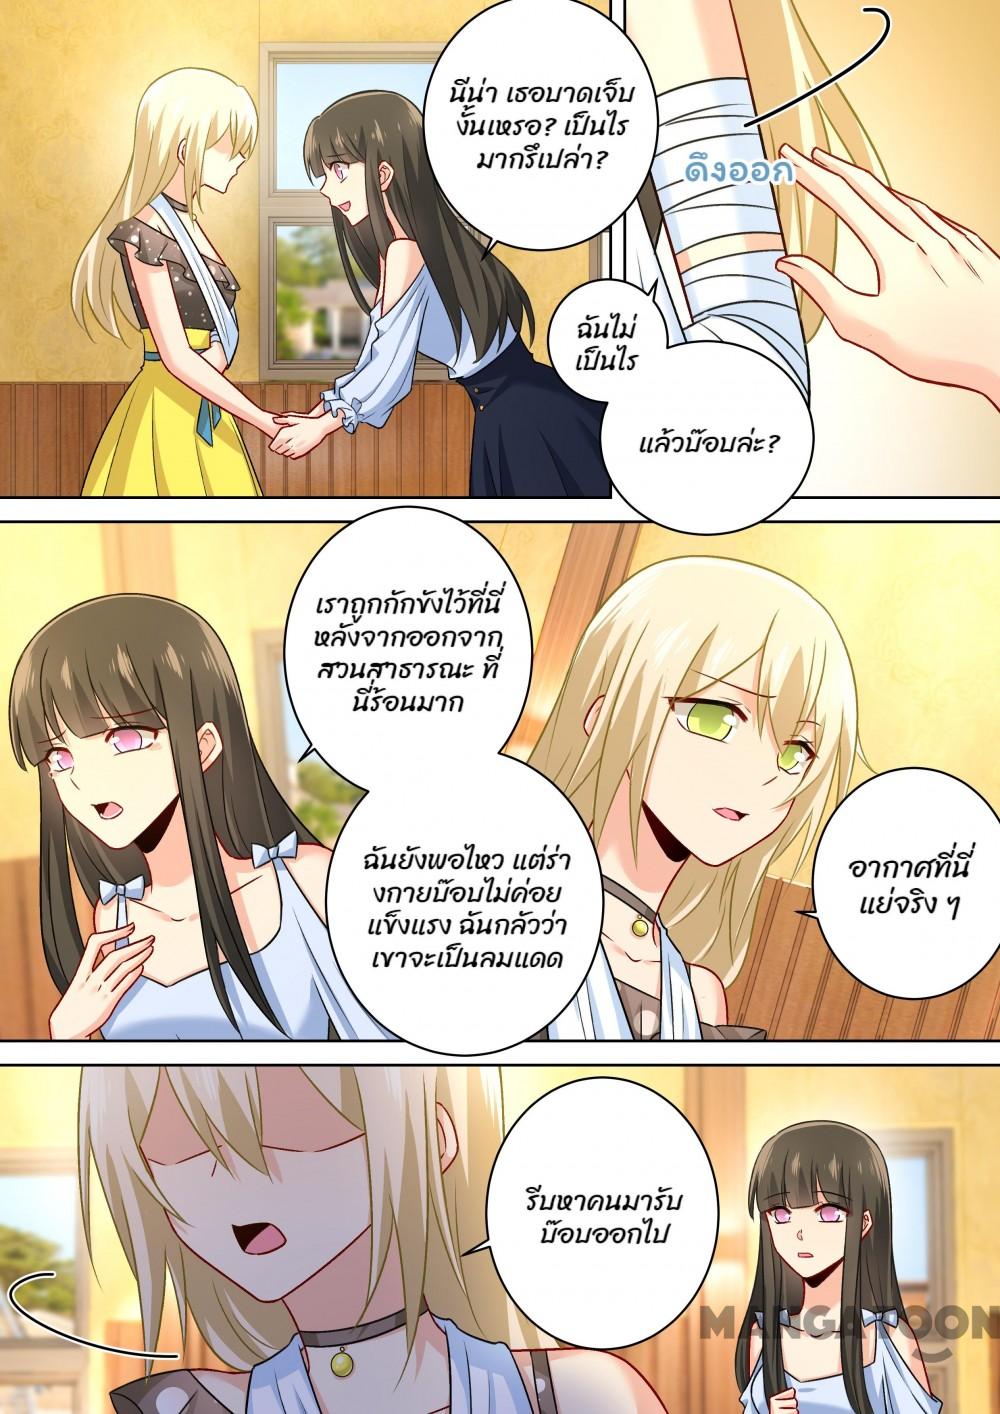 นีน่า เธอบาดเจ็บ
งั้นเหรอ? เป็นไร
มากรึเปล่า?
ดึงออก
ฉันไม่
เป็นไร
แล้วบ๊อบล่ะ?
เราถูกกักขังไว้ที่นี่
หลังจากออกจาก
สวนสาธารณะ ที่
นี่ร้อนมาก
ฉันยังพอไหว แต่ร่า
งกายบ๊อบไม่ค่อย
แข็งแรง ฉันกลัวว่า
เขาจะเป็นลมแดด
อากาศที่นี่
แย่จริง ๆ
รีบหาคนมารับ
บ๊อบออกไป
MANGATOON